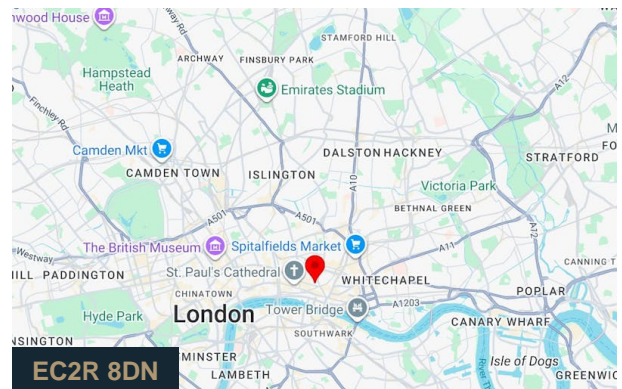 nwood House
STAMFORD HILL
ARCHWAY
FINSBURY PARK
A12
Hampstead
Heath
Emirates Stadium
Finchley Rd
A12
Camden Mkt
DALSTON
HACKNEY
STRATFORD
FO
CAMDEN TOWN
ISLINGTON
A10
Victoria Park
A501
A501
BETHNAL GREEN
Westway
The British Museum
Spitalfields Market
A11
ILL
PADDINGTON
St. Paul's Cathedral
WHITECHAPEL
CANNING T
CHINATOWN
POPLAR
Hyde Park
London
Tower Bridge
A1203
SOUTHWARK
CANARY WHARF
NSINGTON
MINSTER
Isle of Dogs
EC2R 8DN
LAMBETH
GREENWIC